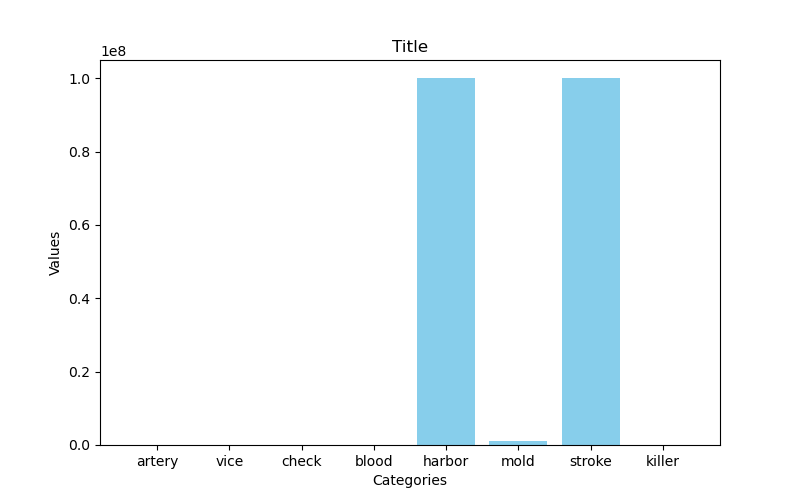 Title
1e8
1.0
0.8
0.6
0.4
0.2
0.0
Values
artery vice check blood harbor mold stroke killer
Categories